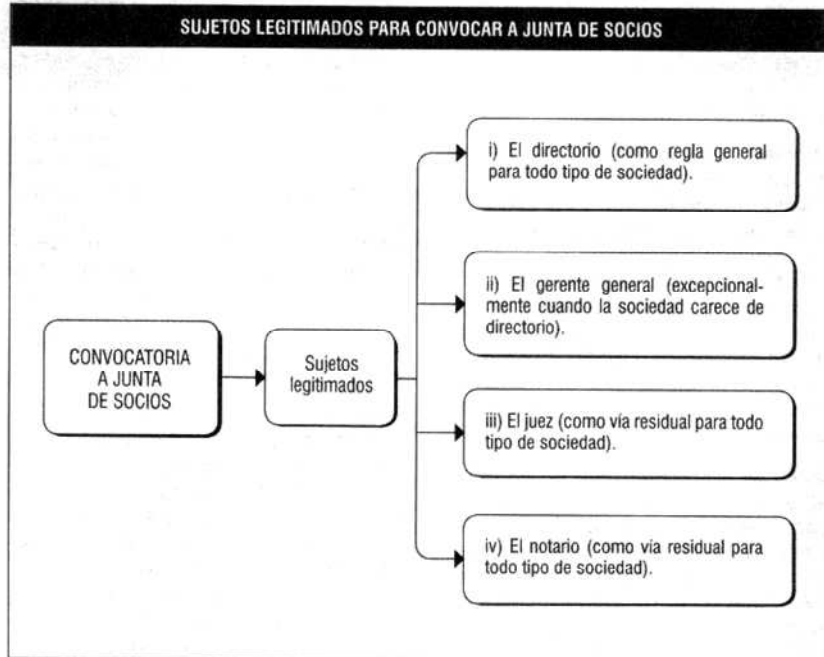 SUJETOS LEGITIMADOS PARA CONVOCAR A JUNTA DE SOCIOS
CONVOCATORIA
A JUNTA
DE SOCIOS
Sujetos
legitimados
i) El directorio (como regla general
para todo tipo de sociedad).
ii) El gerente general (excepcional-
mente cuando la sociedad carece de
directorio).
iii) El juez (como vía residual para todo
tipo de sociedad).
iv) El notario (como vía residual para
todo tipo de sociedad).